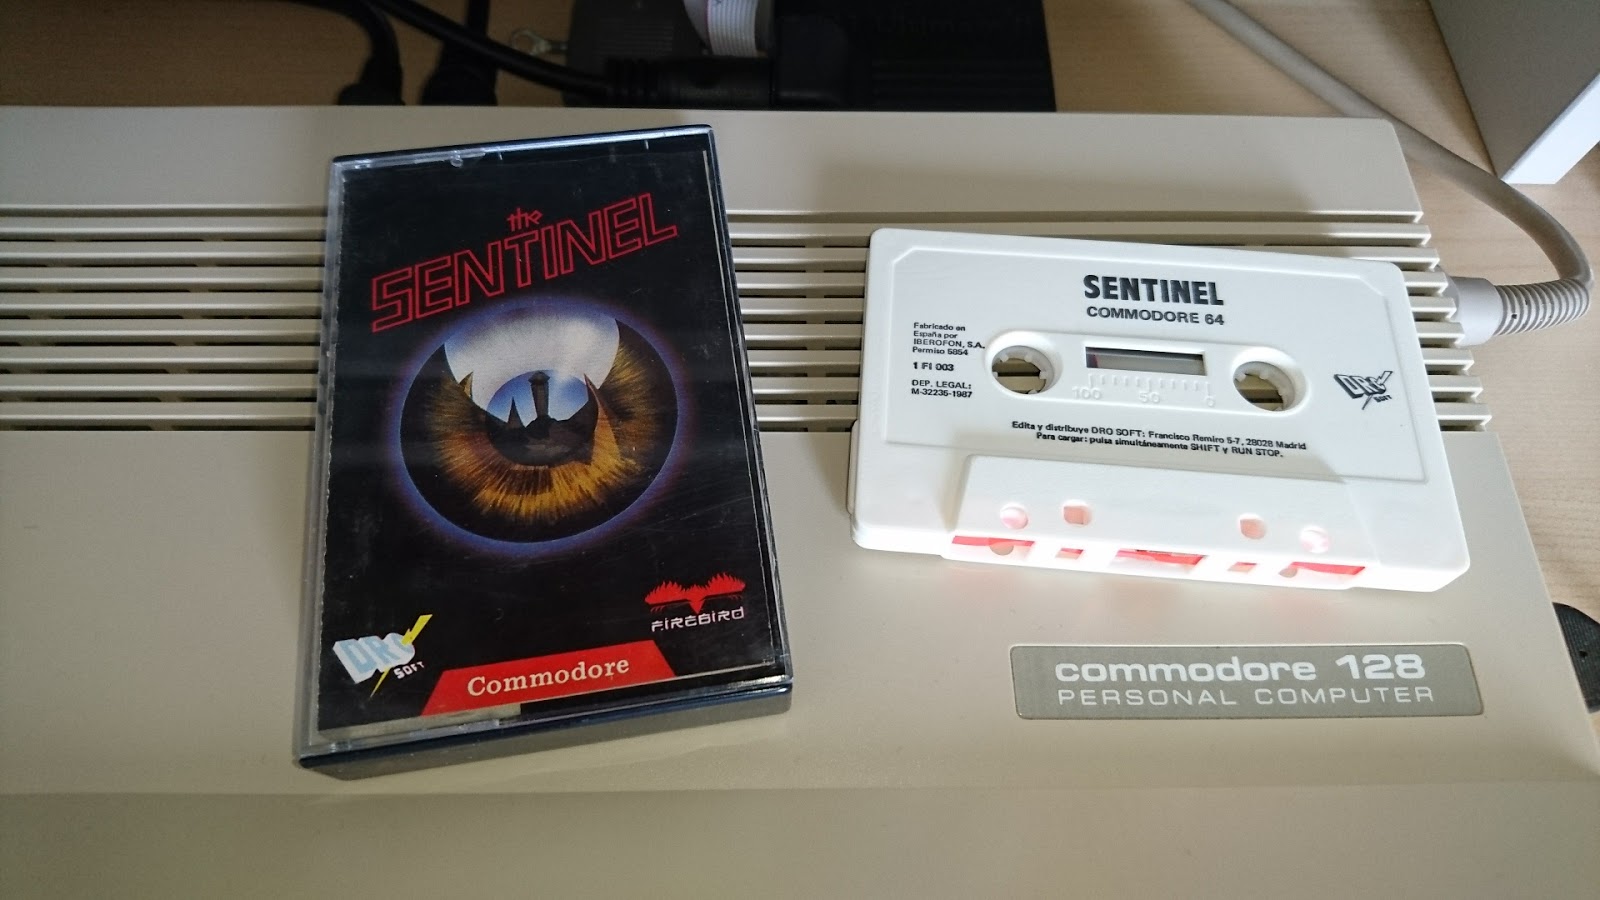 the
SENTINEL
DRO
SOFT
FIREBIRD
Commodore
SENTINEL
COMMODORE 64
Fabricado en
España por
IBEROFON, S.A.
Permiso 5854
1 FI 003
DEP. LEGAL:
M-32236-1987
100 50 0
DRO
SOFT
Edita y distribuye DRO SOFT: Francisco Remiro 5-7, 28028 Madrid
Para cargar: pulsa simultáneamente SHIFT y RUN STOP.
commodore 128
PERSONAL COMPUTER